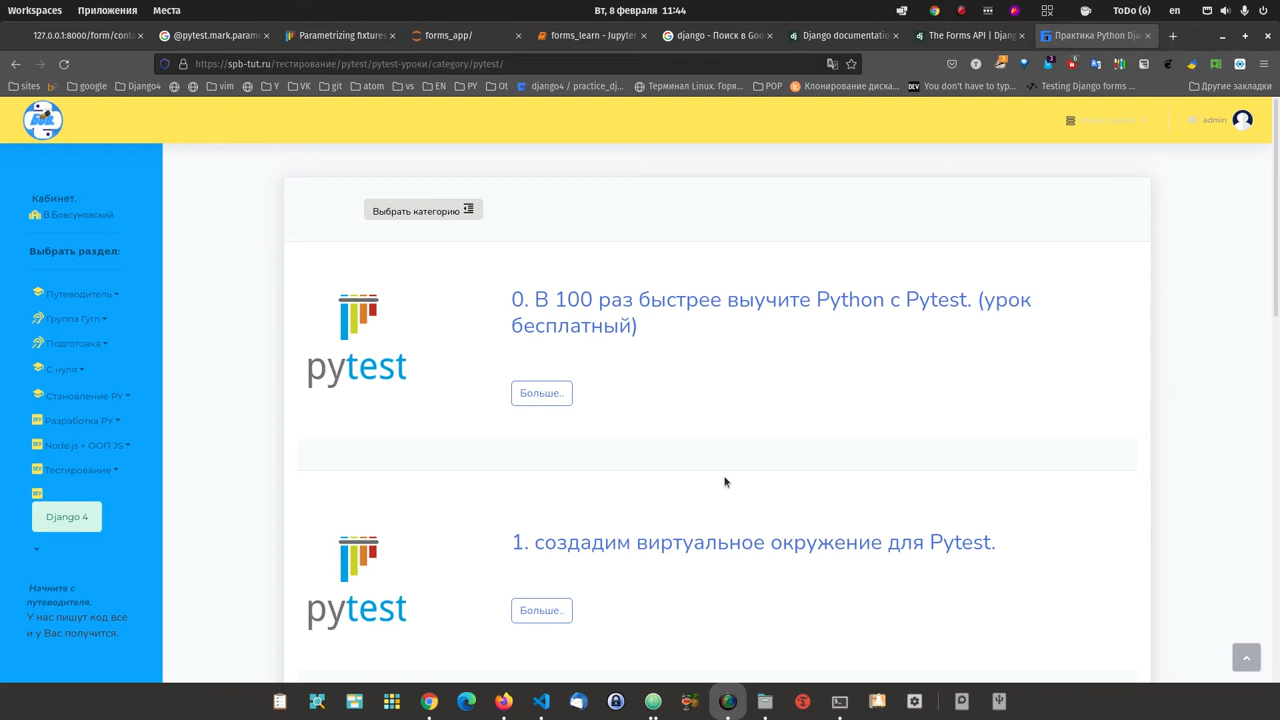 Workspaces Приложения Места Вт, 8 февраля 11:44 ToDo (6) en
127.0.0.1:8000/form/conta @pytest.mark.parame Parametrizing fixtures forms_app/ forms_learn - Jupyter django - Поиск в Goo Django documentatio The Forms API | Djang Практика Python Djan
https://spb-tut.ru/тестирование/pytest/pytest-уроки/category/pytest/
sites google Django4 vim Y VK git atom vs EN PY Ot django4 / practice_dj... Терминал Linux. Горя... POP Клонирование диска... You don't have to typ... Testing Django forms ... Другие закладки
admin
Кабинет.
В.Бовсуновский.
Выбрать раздел:
Путеводитель
Группа Гугл
Подготовка
С нуля
Становление PY
Разработка PY
Node.js + ООП JS
Тестирование
Django 4
Начните с
путеводителя.
У нас пишут код все
и у Вас получится.
Выбрать категорию
pytest
0. В 100 раз быстрее выучите Python с Pytest. (урок
бесплатный)
Больше..
pytest
1. создадим виртуальное окружение для Pytest.
Больше..